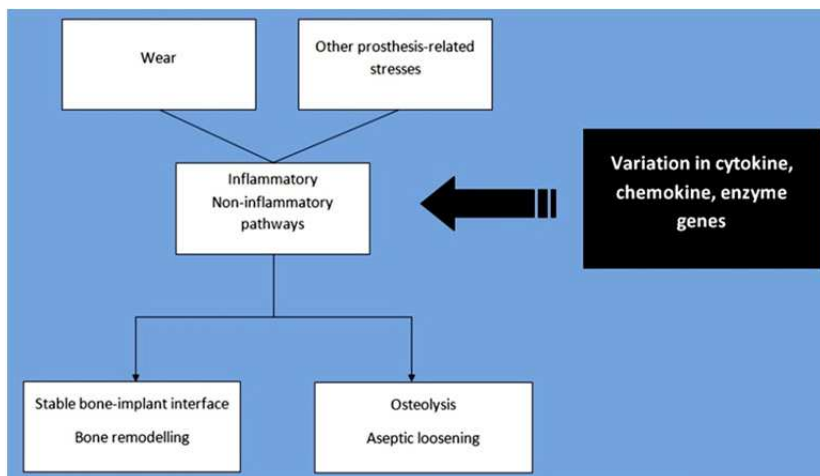 Wear
Other prosthesis-related
stresses
Inflammatory
Non-inflammatory
pathways
Variation in cytokine,
chemokine, enzyme
genes
Stable bone-implant interface
Bone remodelling
Osteolysis
Aseptic loosening